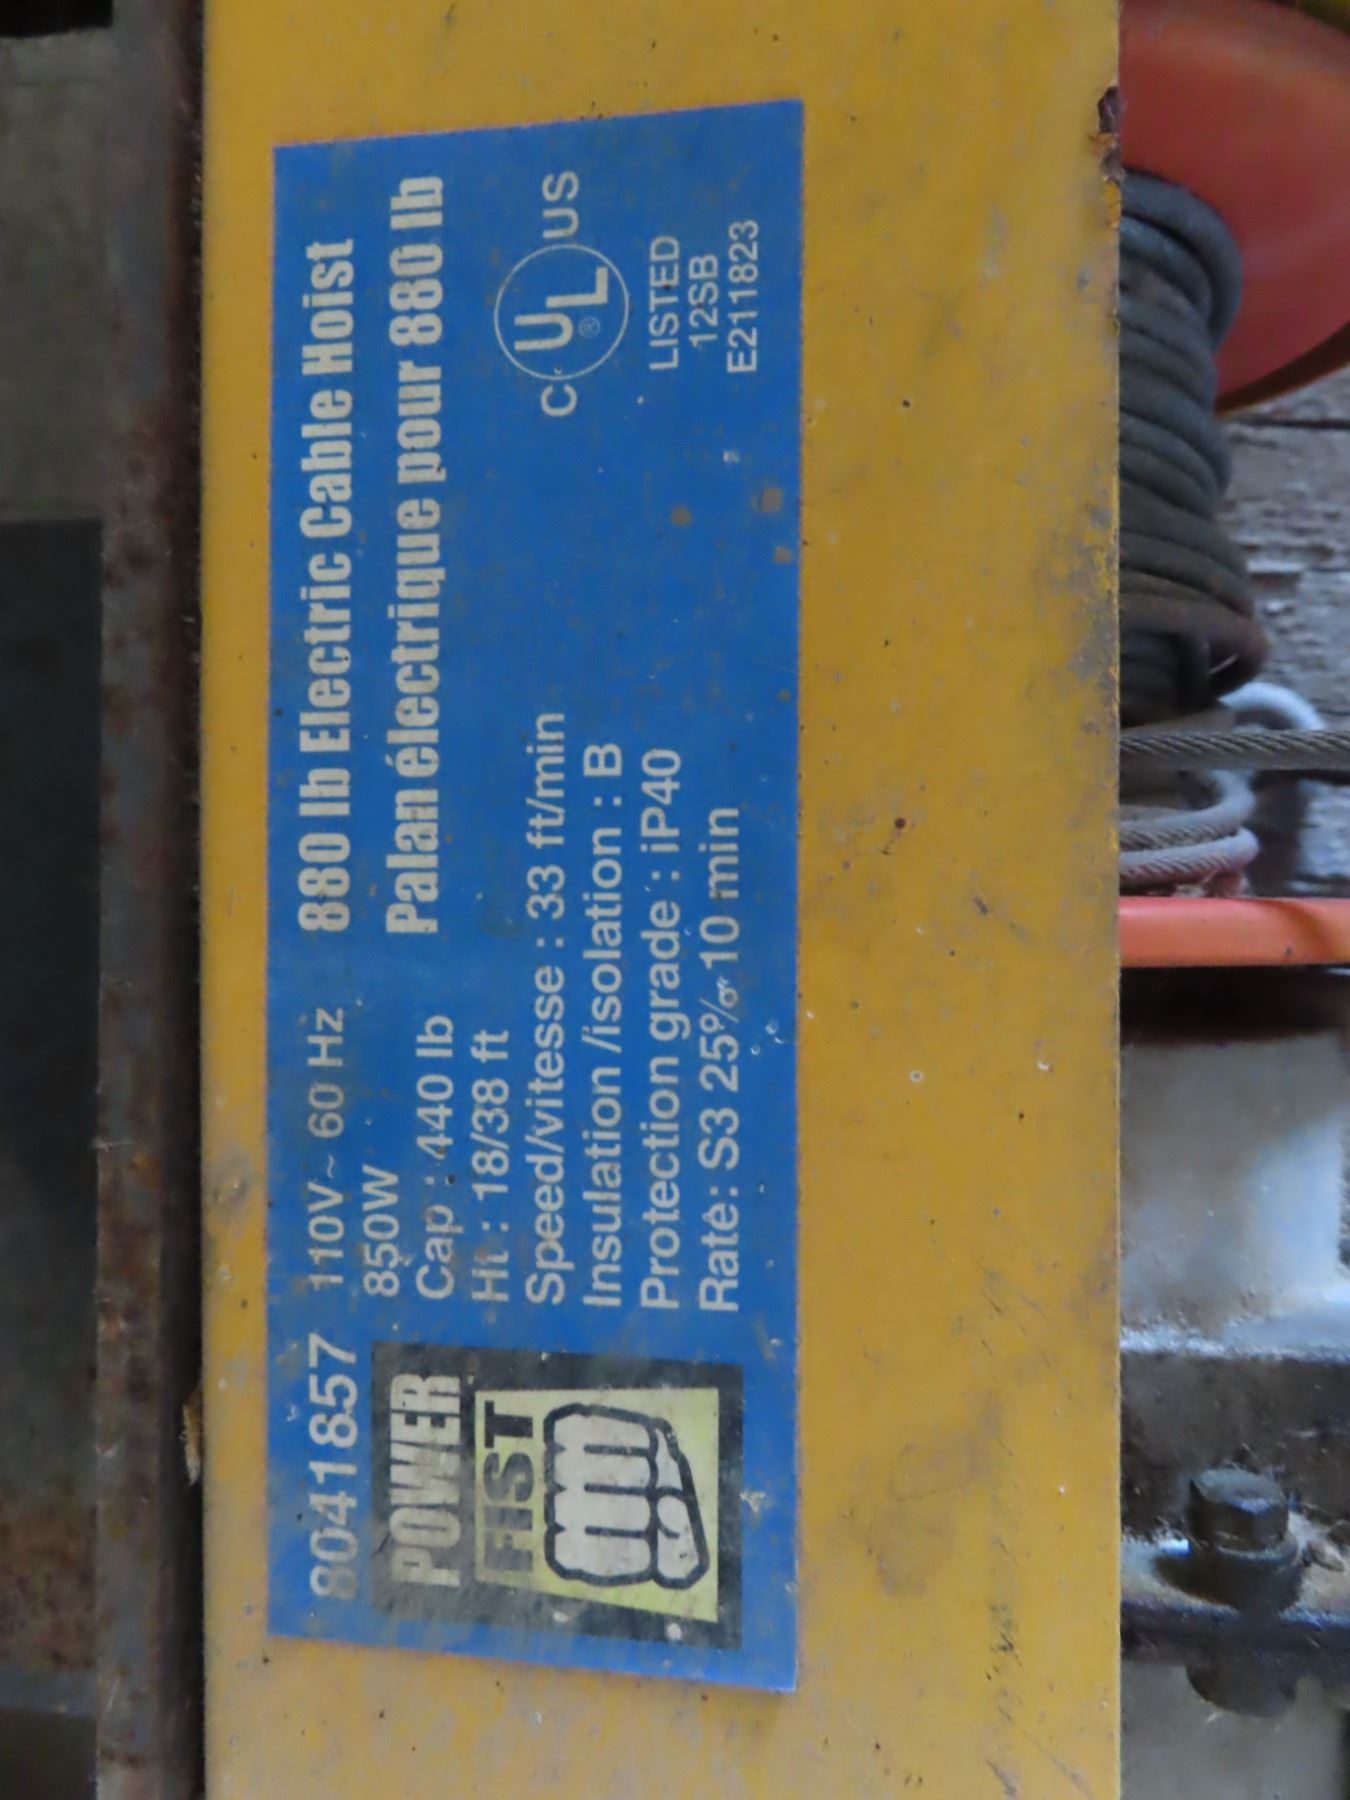 8041857
110V~ 60 Hz
850W
Cap : 440 lb
Ht : 18/38 ft
Speed/vitesse : 33 ft/min
Insulation /isolation : B
Protection grade : iP40
Rate: S3 25% 10 min
880 lb Electric Cable Hoist
Palan électrique pour 880 lb
C UL® US
LISTED
12SB
E211823
POWER
FIST